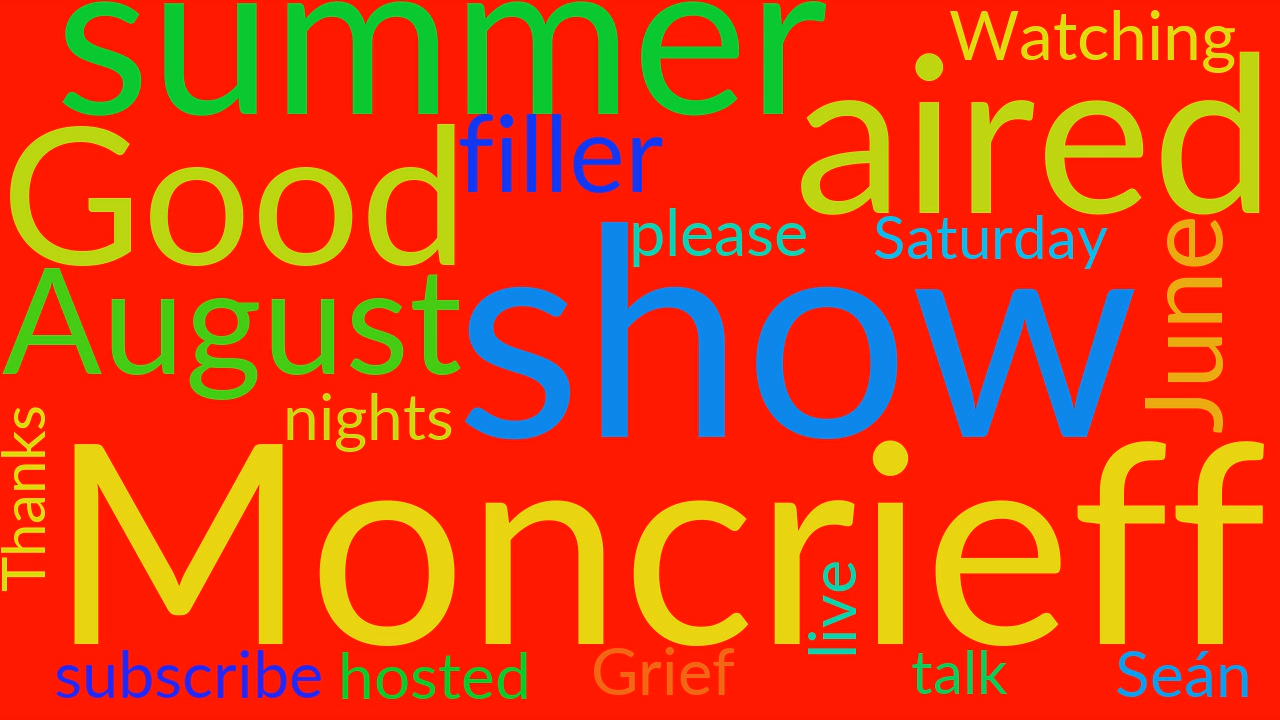 summer
Watching
aired
Good
filler
please
Saturday
June
August
show
nights
Thanks
Moncrieff
live
subscribe
hosted
Grief
talk
Seán